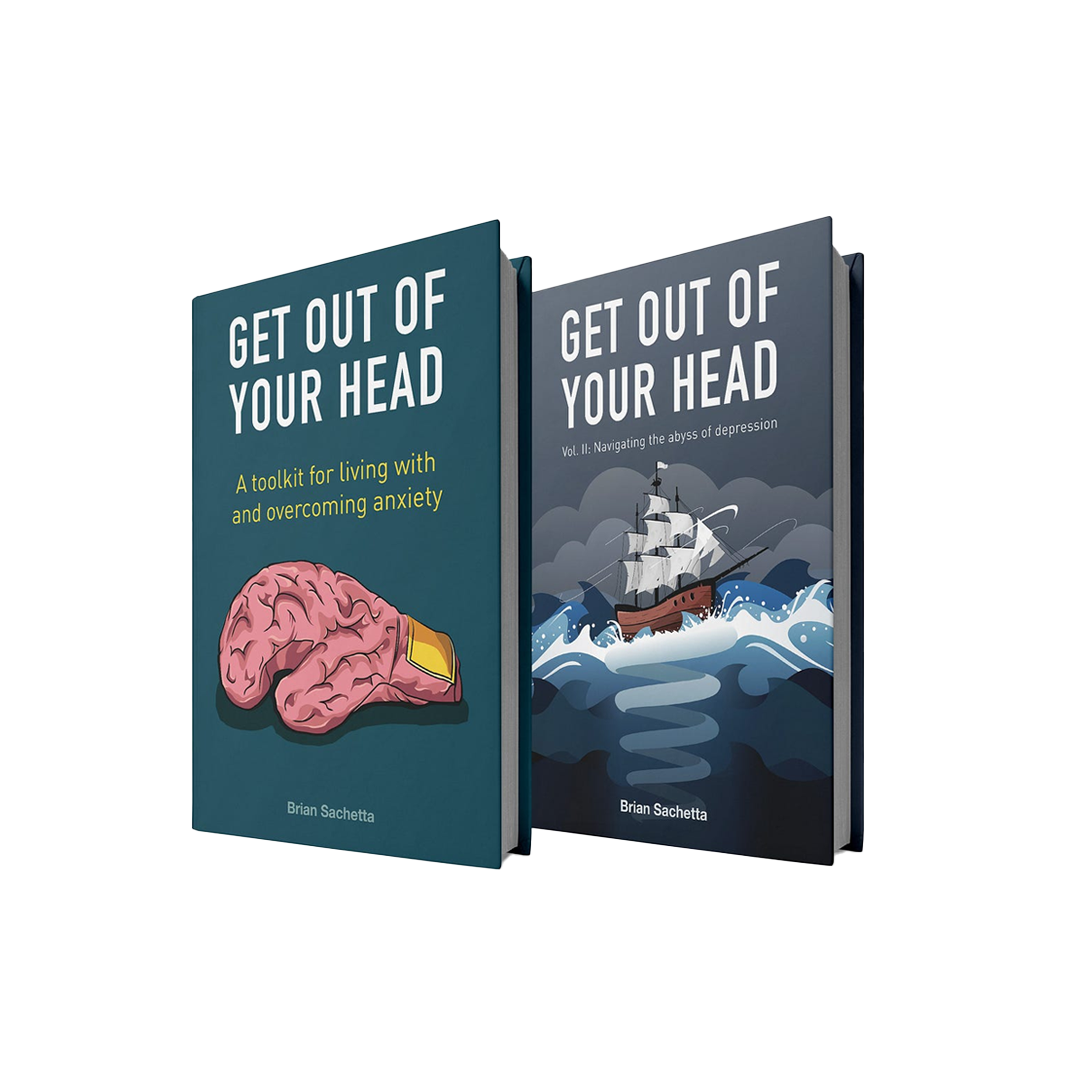 GET OUT OF
YOUR HEAD
A toolkit for living with
and overcoming anxiety
Brian Sachetta
GET OUT OF
YOUR HEAD
Vol. II: Navigating the abyss of depression
Brian Sachetta